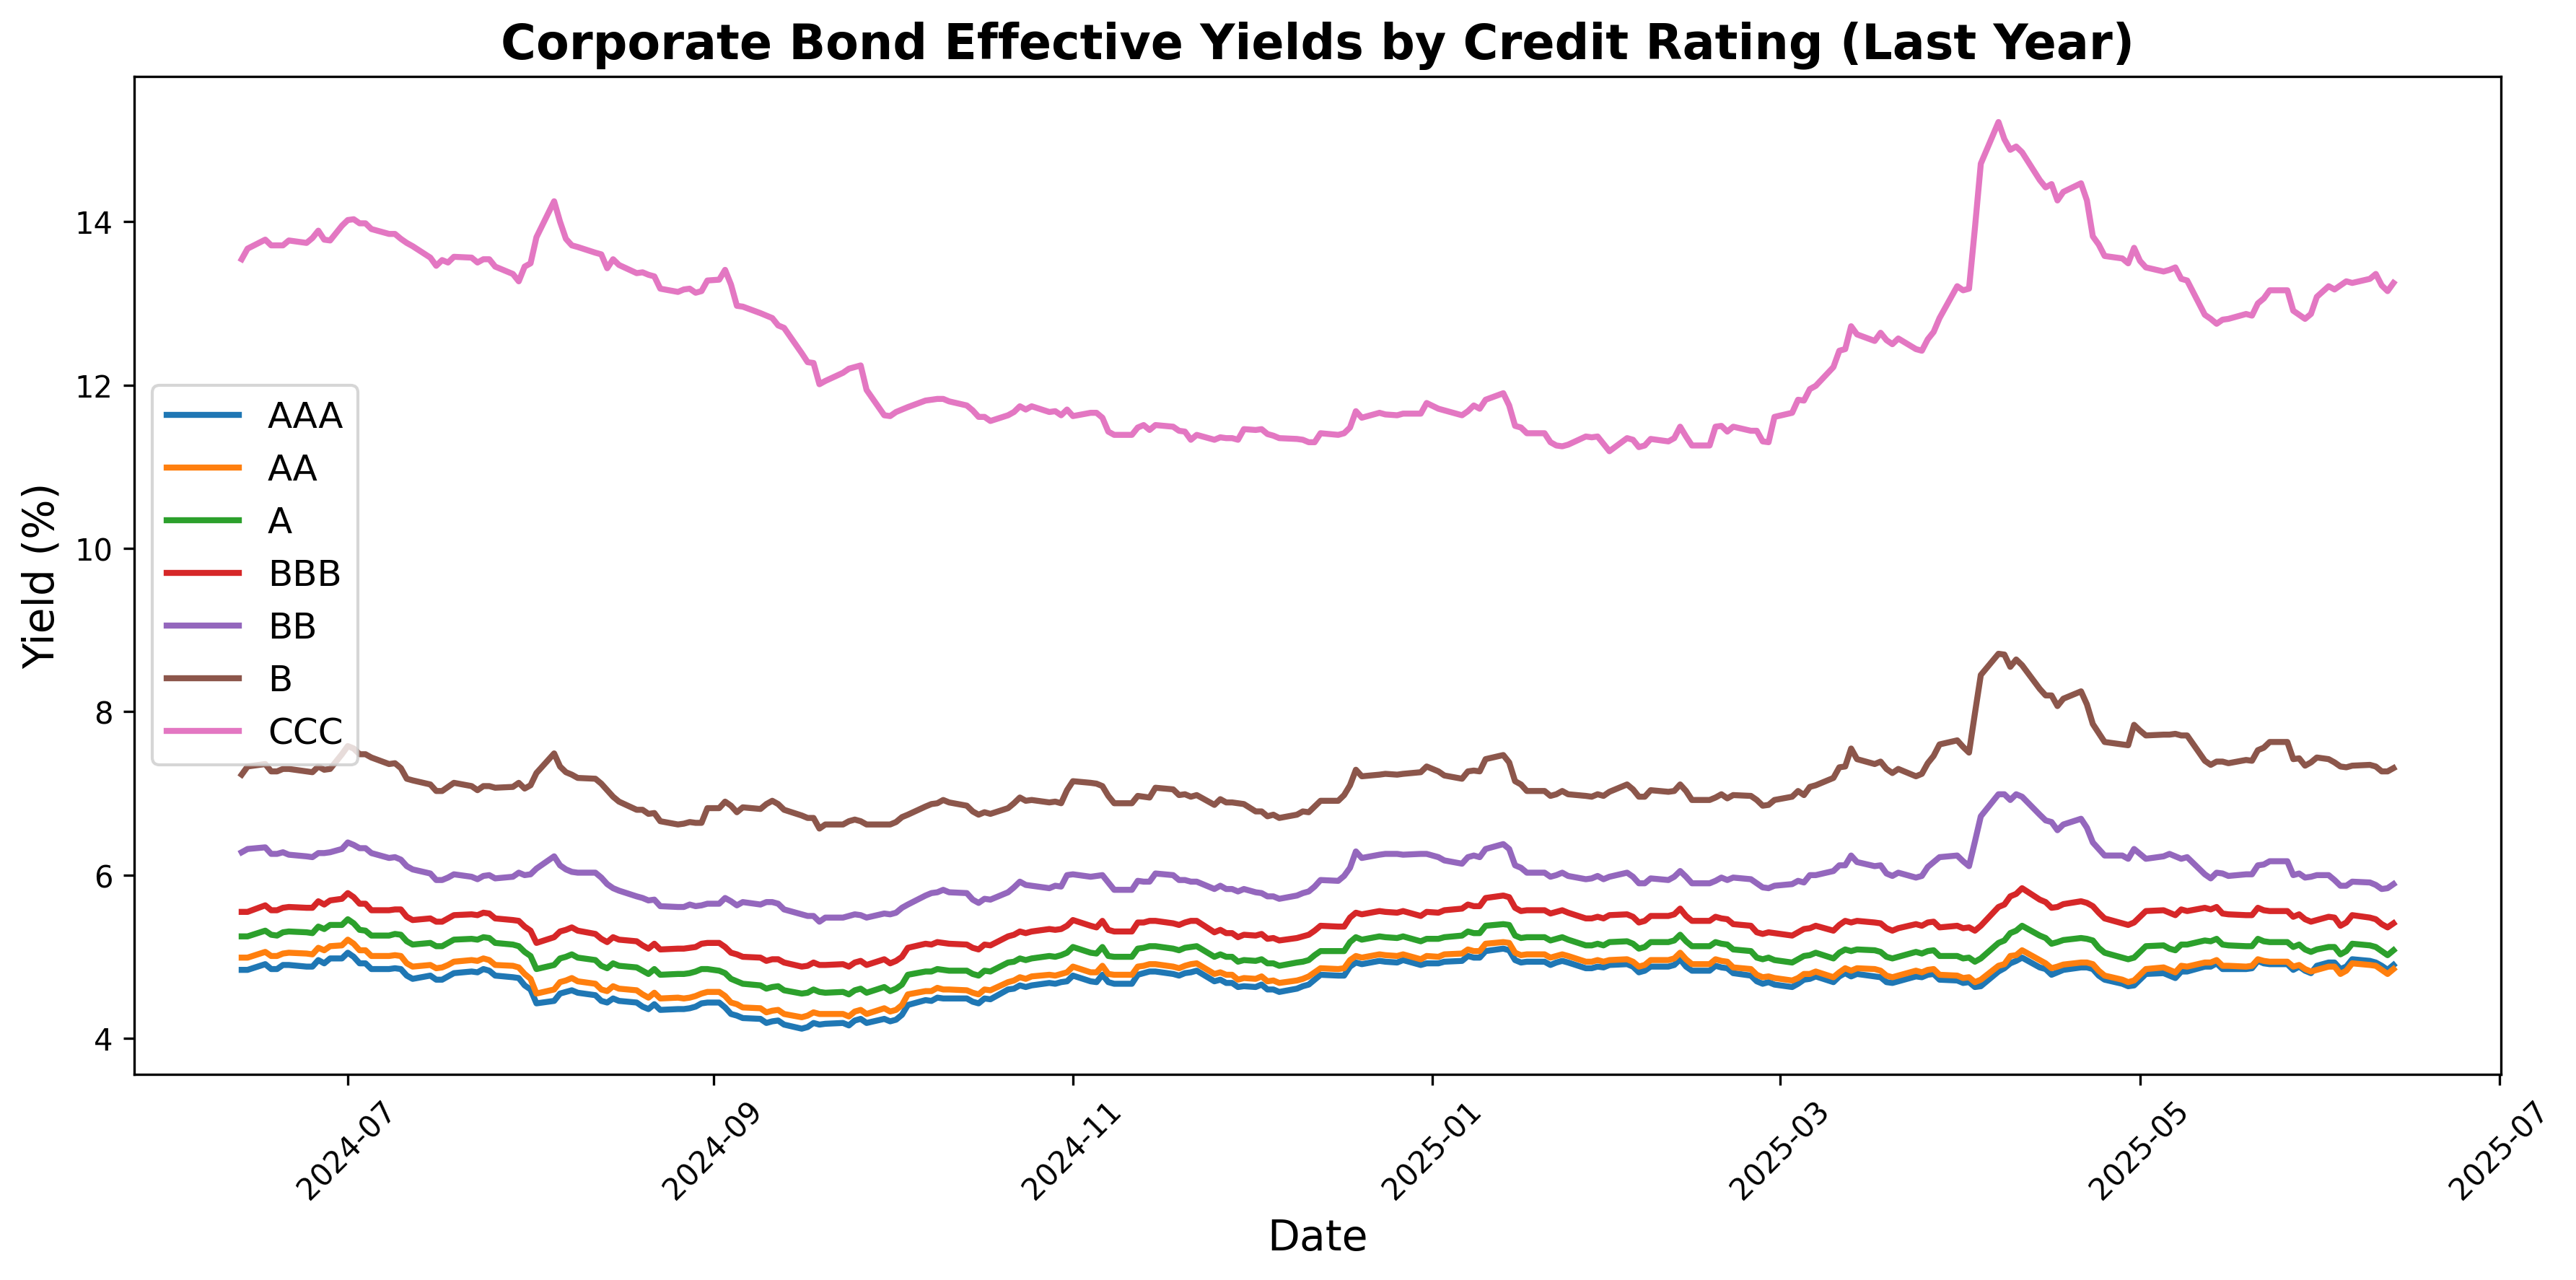 Corporate Bond Effective Yields by Credit Rating (Last Year)
Yield (%)
14
12
10
8
6
4
AAA
AA
A
BBB
BB
B
CCC
2024-07
2024-09
2024-11
2025-01
2025-03
2025-05
2025-07
Date